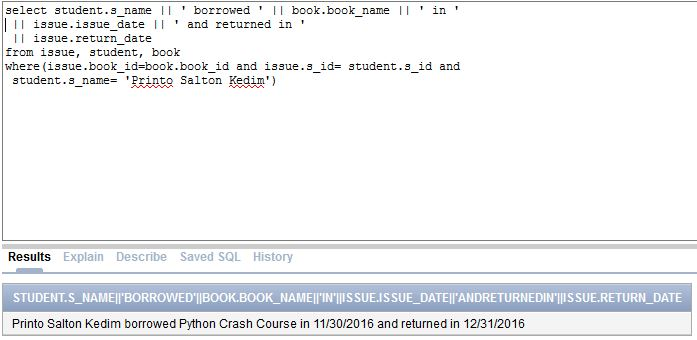 select student.s_name || ' borrowed ' || book.book_name || ' in '
|| issue.issue_date || ' and returned in '
|| issue.return_date
from issue, student, book
where(issue.book_id=book.book_id and issue.s_id= student.s_id and
student.s_name= 'Printo Salton Kedim')
Results Explain Describe Saved SQL History
STUDENT.S_NAME||'BORROWED'||BOOK.BOOK_NAME||'IN'||ISSUE.ISSUE_DATE||'ANDRETURNEDIN'||ISSUE.RETURN_DATE
Printo Salton Kedim borrowed Python Crash Course in 11/30/2016 and returned in 12/31/2016